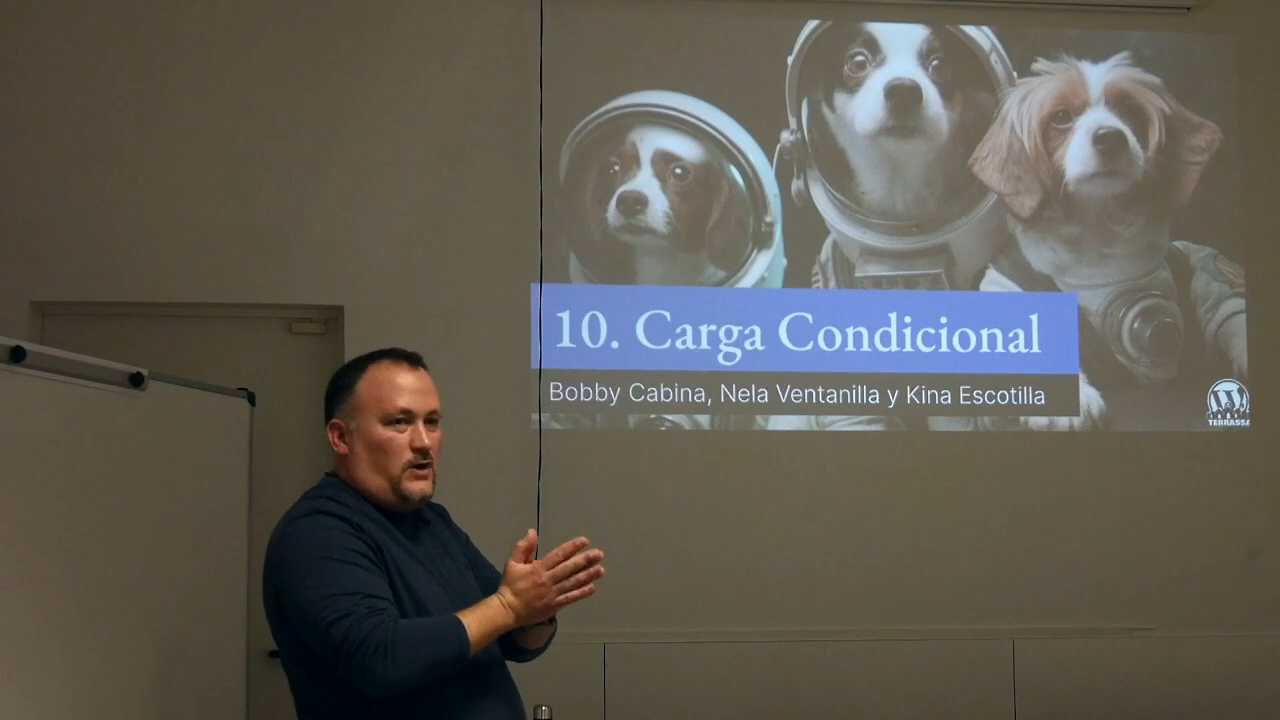 10. Carga Condicional
Bobby Cabina, Nela Ventanilla y Kina Escotilla
TERRASSA